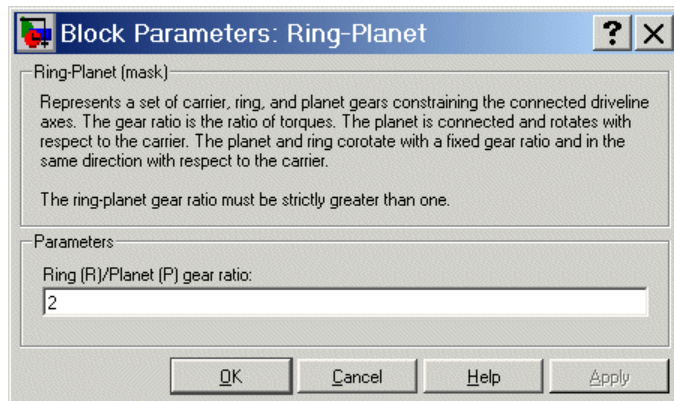 Block Parameters: Ring-Planet
Ring-Planet (mask)
Represents a set of carrier, ring, and planet gears constraining the connected driveline
axes. The gear ratio is the ratio of torques. The planet is connected and rotates with
respect to the carrier. The planet and ring corotate with a fixed gear ratio and in the
same direction with respect to the carrier.
The ring-planet gear ratio must be strictly greater than one.
Parameters
Ring (R)/Planet (P) gear ratio:
2
OK Cancel Help Apply